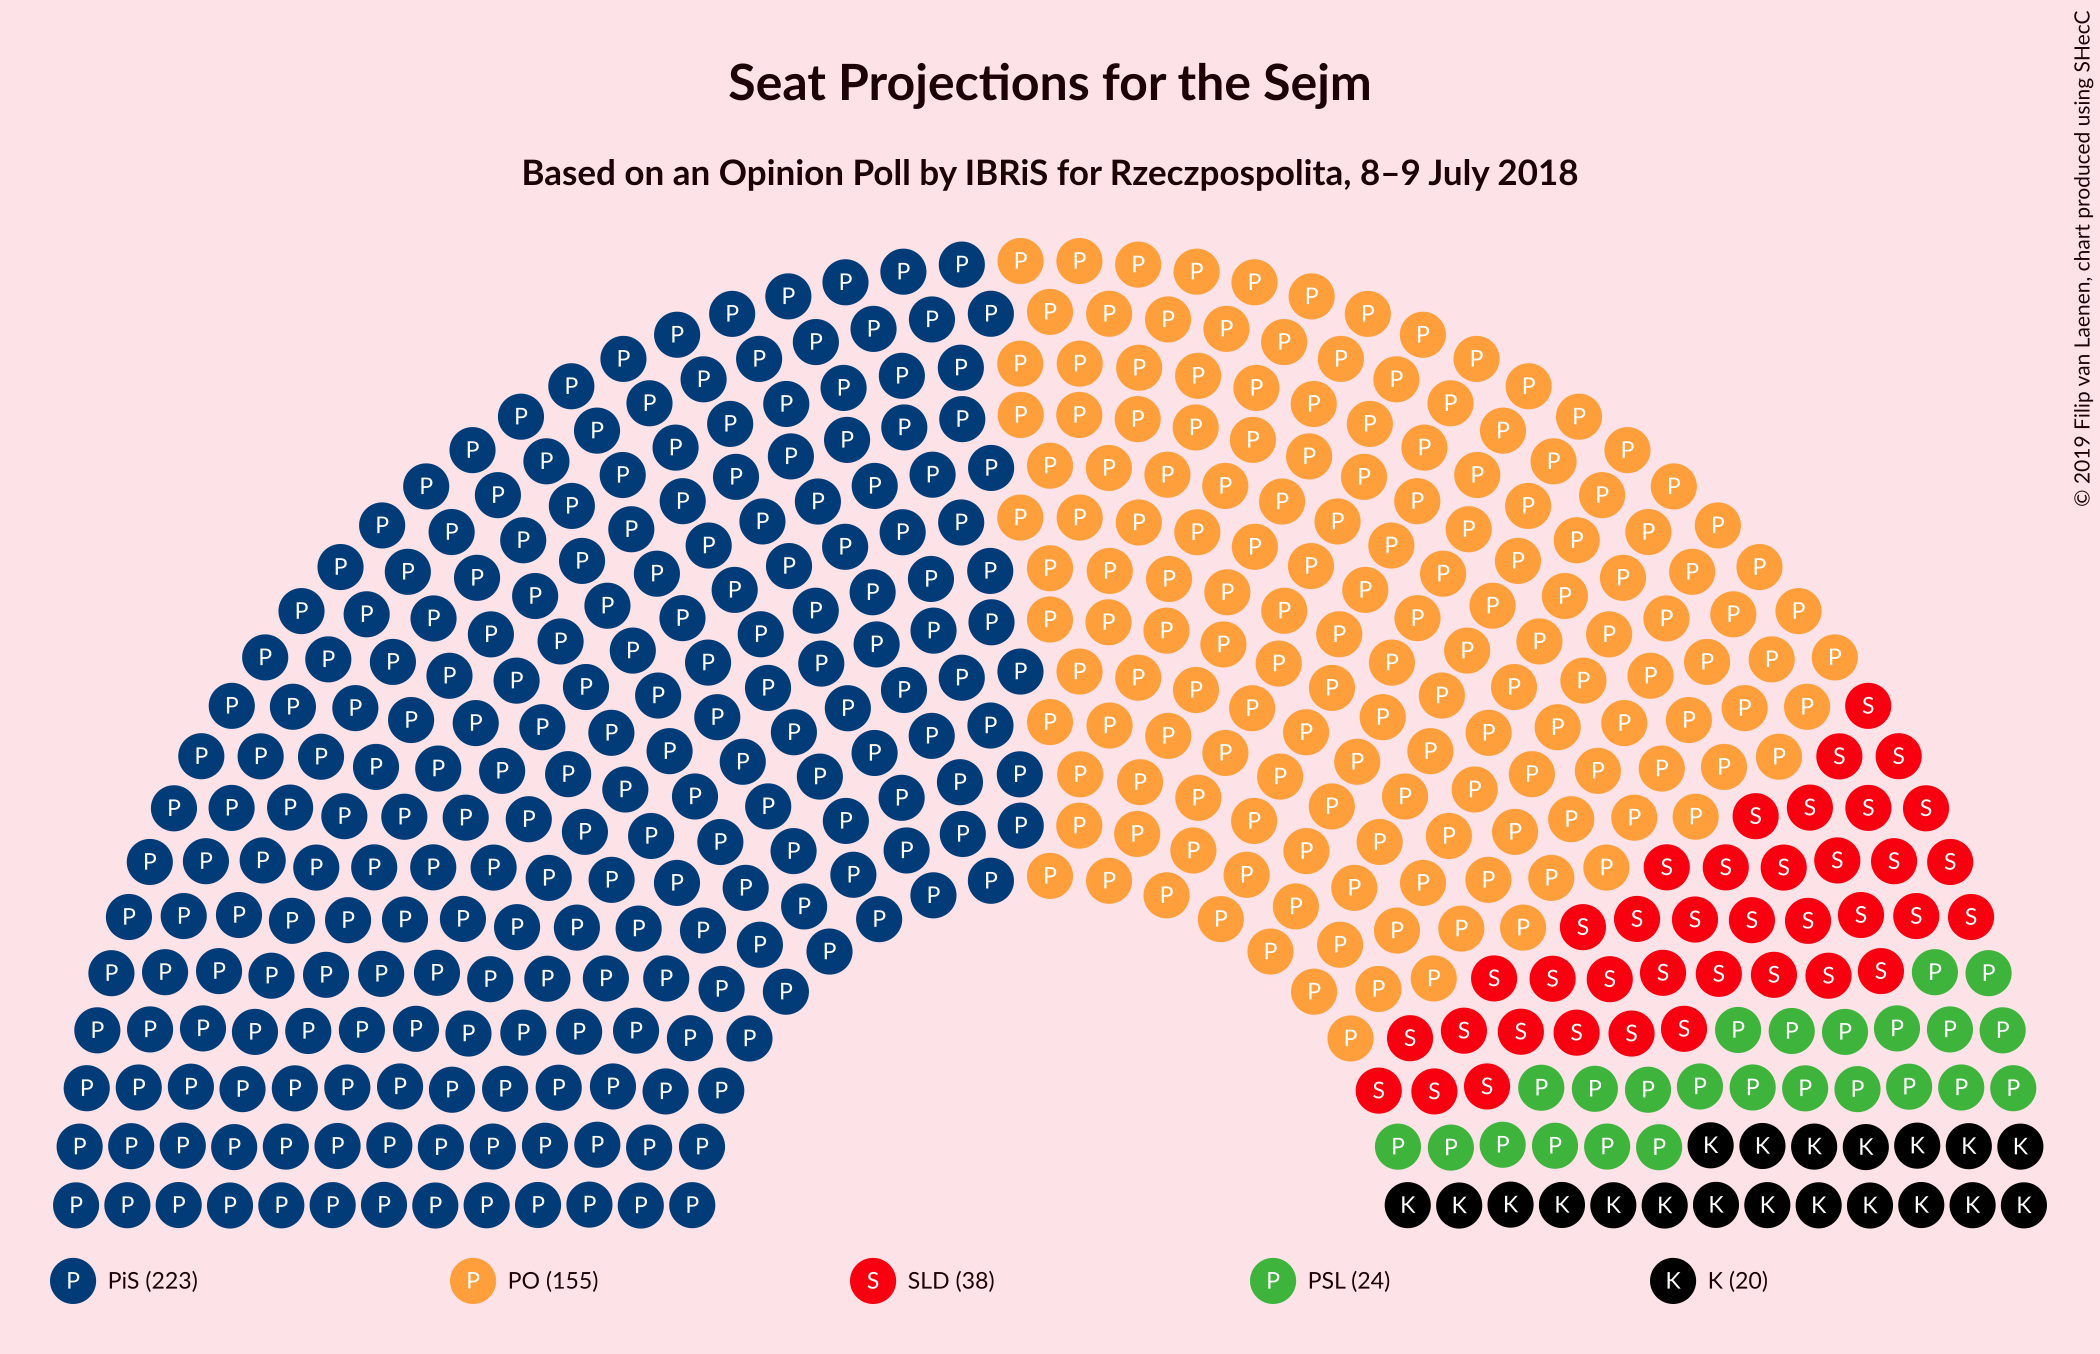 Seat Projections for the Sejm
Based on an Opinion Poll by IBRiS for Rzeczpospolita, 8–9 July 2018
© 2019 Filip van Laenen, chart produced using SHecC
P PiS (223)
P PO (155)
S SLD (38)
P PSL (24)
K K (20)